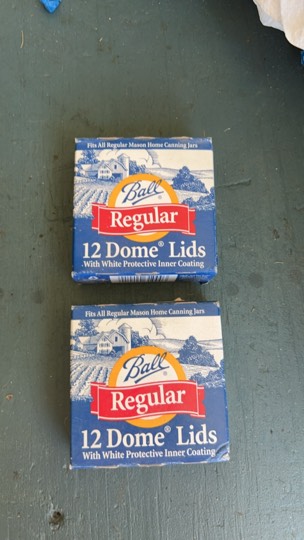 Fits All Regular Mason Home Canning Jars
Ball
Regular
12 Dome® Lids
With White Protective Inner Coating
Fits All Regular Mason Home Canning Jars
Ball®
Regular
12 Dome® Lids
With White Protective Inner Coating